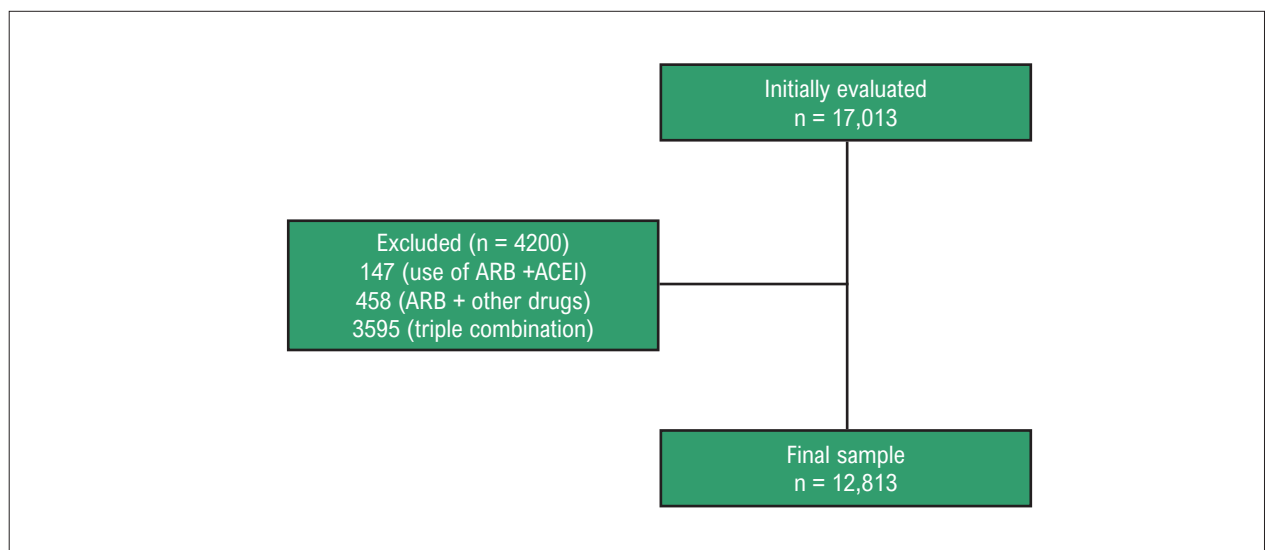 Initially evaluated
n = 17,013
Excluded (n = 4200)
147 (use of ARB +ACEI)
458 (ARB + other drugs)
3595 (triple combination)
Final sample
n = 12,813